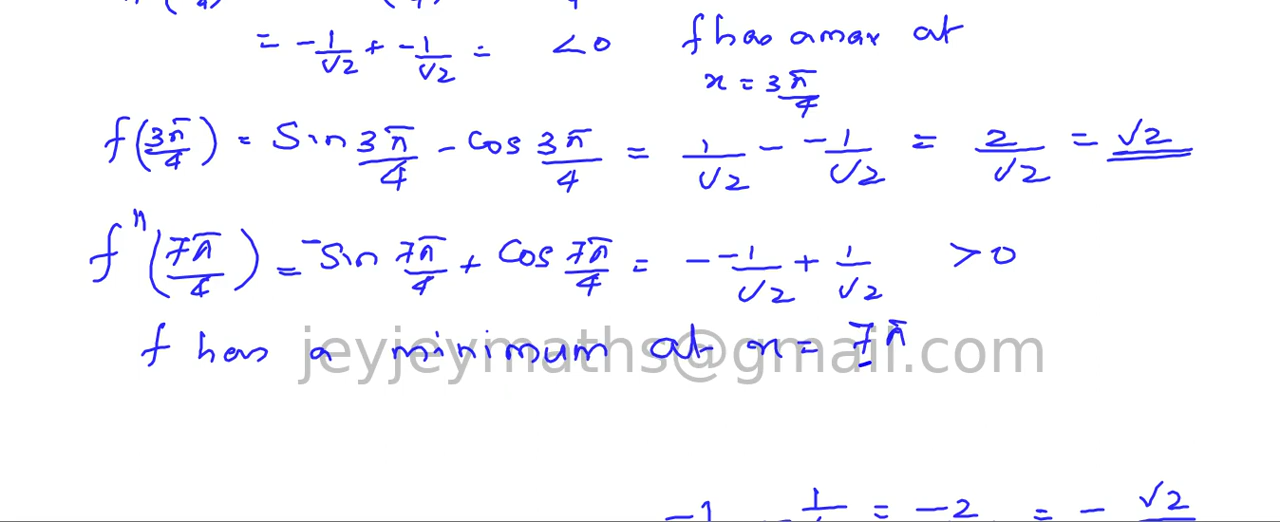 = -1/√2 + -1/√2 = <0 f has a max at
x = 3π/4
f(3π/4) = Sin 3π/4 - Cos 3π/4 = 1/√2 - -1/√2 = 2/√2 = √2
f"(7π/4) = -Sin 7π/4 + Cos 7π/4 = - -1/√2 + 1/√2 >0
f has a minimum at x = 7π
jeyjeymaths@gmail.com
= -2 = - √2